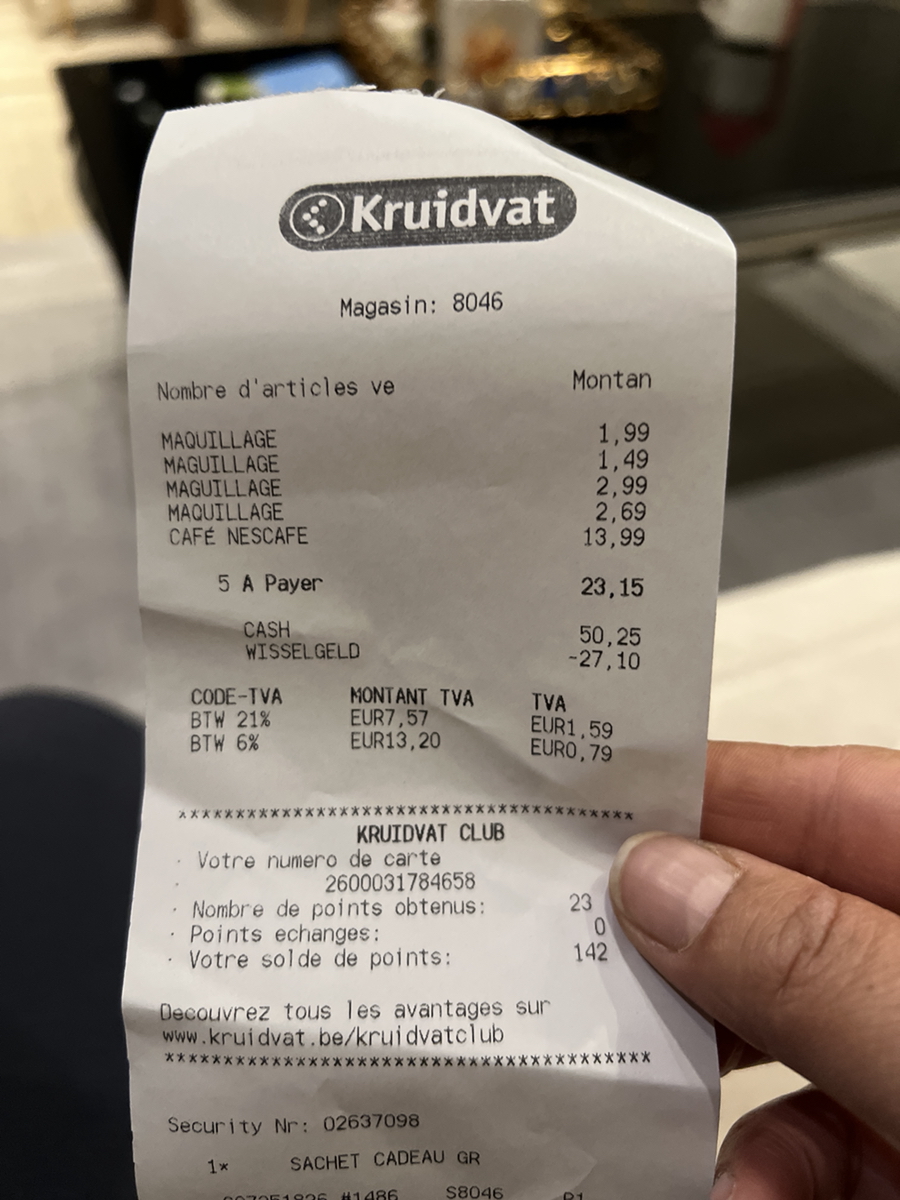 Kruidvat
Magasin: 8046
Nombre d'articles ve Montan
MAQUILLAGE 1,99
MAGUILLAGE 1,49
MAGUILLAGE 2,99
MAQUILLAGE 2,69
CAFÉ NESCAFE 13,99
5 A Payer 23,15
CASH 50,25
WISSELGELD -27,10
CODE-TVA MONTANT TVA TVA
BTW 21% EUR7,57 EUR1,59
BTW 6% EUR13,20 EUR0,79
****************************************
KRUIDVAT CLUB
· Votre numero de carte
· 2600031784658
· Nombre de points obtenus: 23
· Points echanges: 0
· Votre solde de points: 142
Decouvrez tous les avantages sur
www.kruidvat.be/kruidvatclub
****************************************
Security Nr: 02637098
1* SACHET CADEAU GR
#1486 S8046